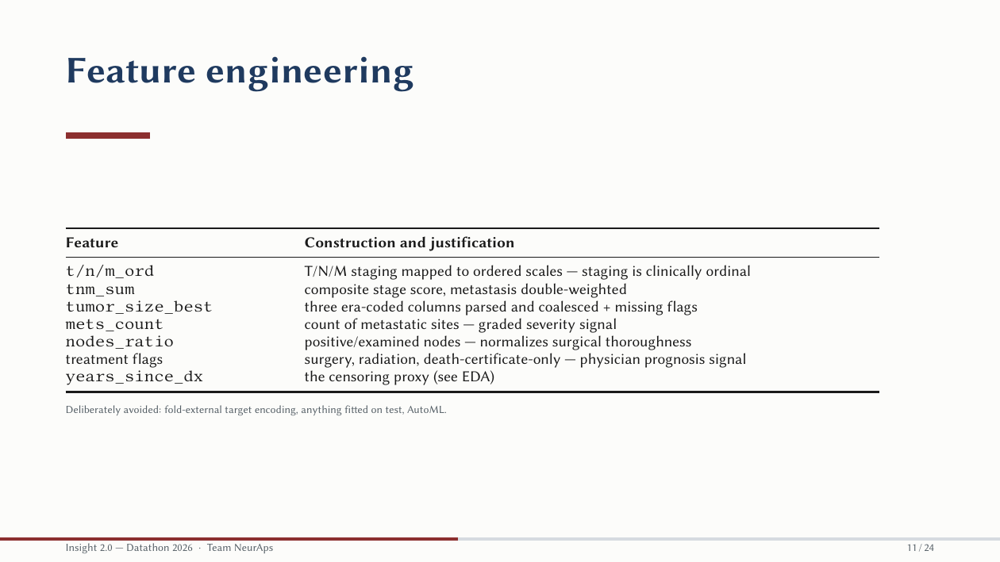 Feature engineering
Feature Construction and justification
t/n/m_ord T/N/M staging mapped to ordered scales — staging is clinically ordinal
tnm_sum composite stage score, metastasis double-weighted
tumor_size_best three era-coded columns parsed and coalesced + missing flags
mets_count count of metastatic sites — graded severity signal
nodes_ratio positive/examined nodes — normalizes surgical thoroughness
treatment flags surgery, radiation, death-certificate-only — physician prognosis signal
years_since_dx the censoring proxy (see EDA)
Deliberately avoided: fold-external target encoding, anything fitted on test, AutoML.
Insight 2.0 — Datathon 2026 · Team NeurAps 11 / 24